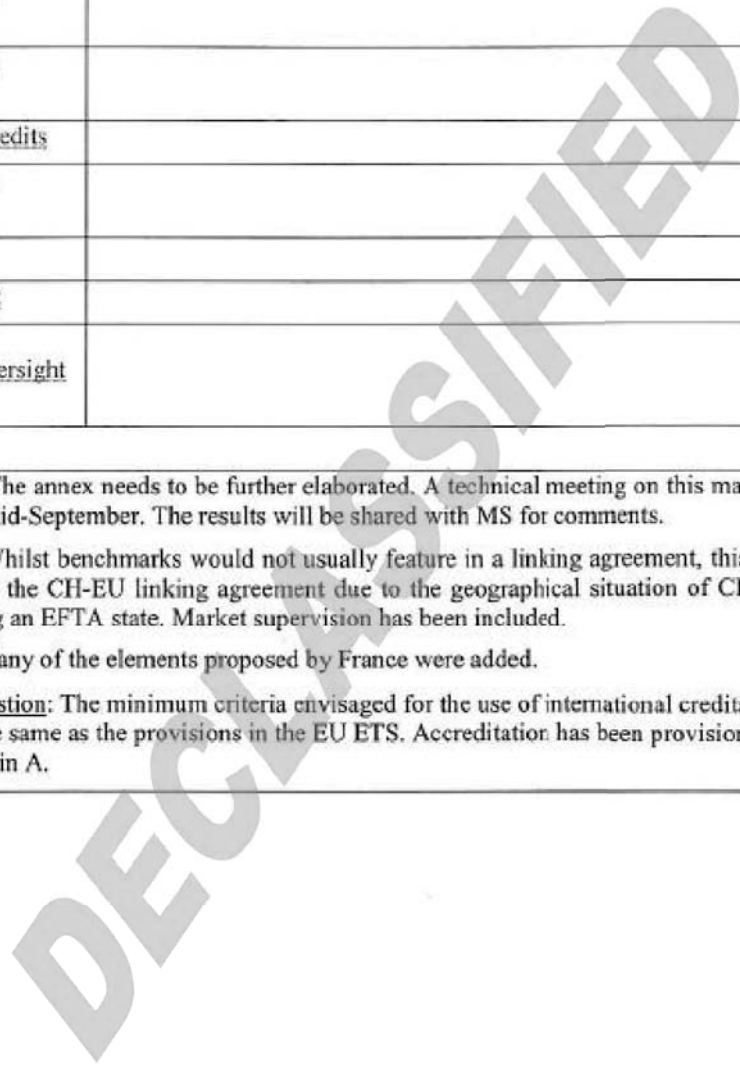 edits
ersight
he annex needs to be further elaborated. A technical meeting on this ma
id-September. The results will be shared with MS for comments.
hilst benchmarks would not usually feature in a linking agreement, this
the CH-EU linking agreement due to the geographical situation of C
g an EFTA state. Market supervision has been included.
any of the elements proposed by France were added.
stion: The minimum criteria envisaged for the use of international credit
same as the provisions in the EU ETS. Accreditation has been provision
in A.
DECLASSIFIED